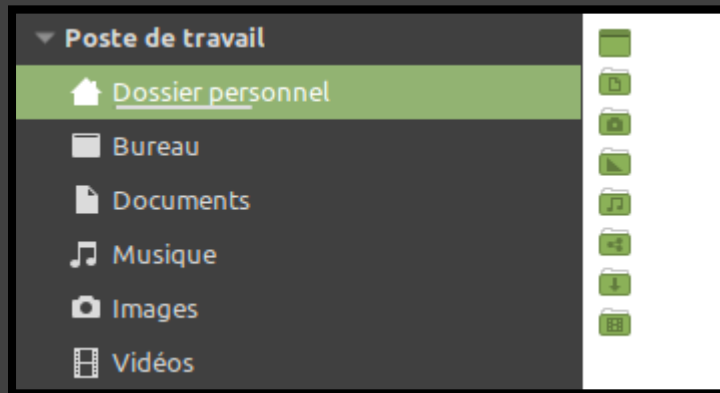 Poste de travail
Dossier personnel
Bureau
Documents
Musique
Images
Vidéos